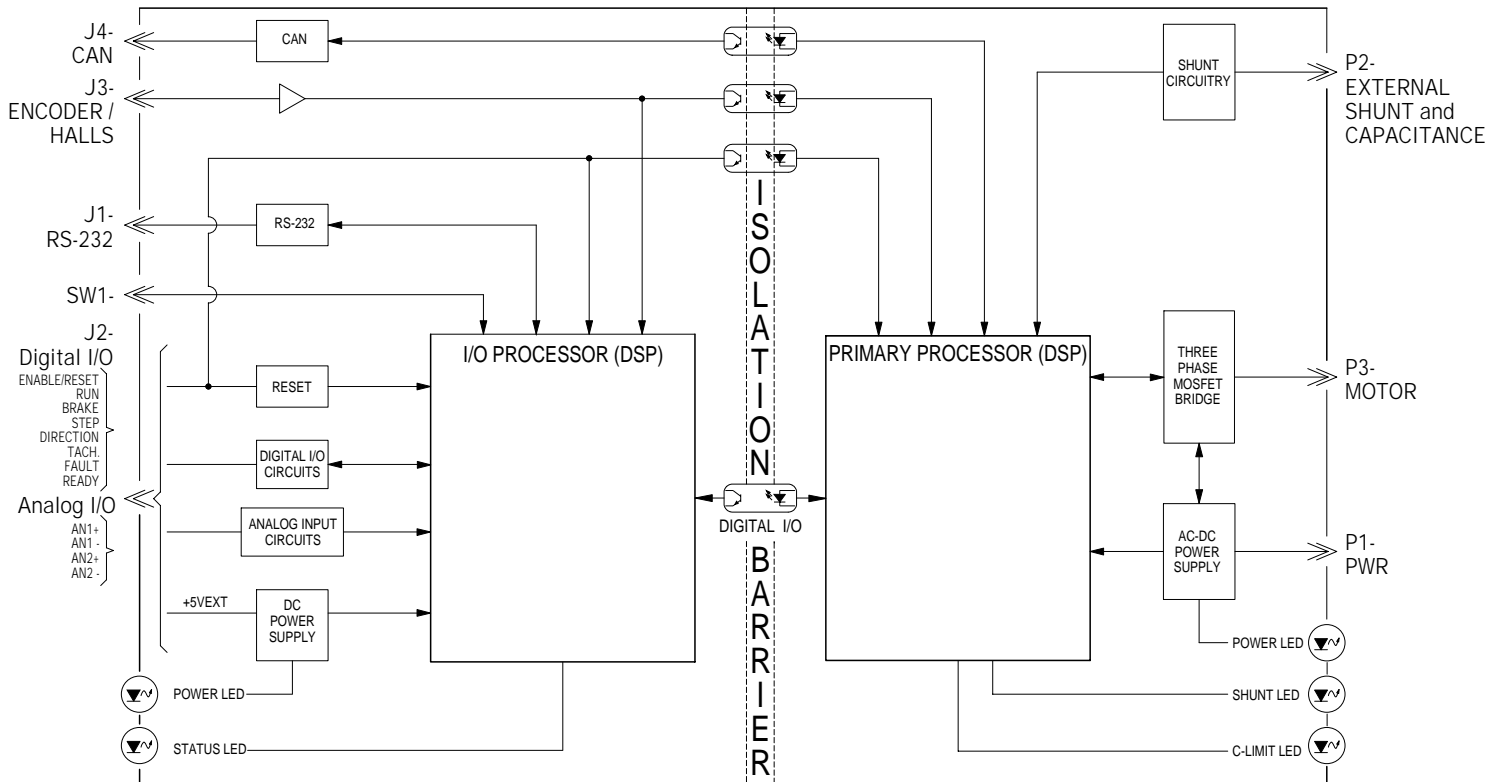 J4-
CAN
CAN
J3-
ENCODER /
HALLS
J1-
RS-232
RS-232
SW1-
J2-
Digital I/O
ENABLE/RESET
RUN
BRAKE
STEP
DIRECTION
TACH.
FAULT
READY
Analog I/O
AN1+
AN1 -
AN2+
AN2 -
RESET
DIGITAL I/O
CIRCUITS
ANALOG INPUT
CIRCUITS
+5VEXT
DC
POWER
SUPPLY
POWER LED
STATUS LED
I/O PROCESSOR (DSP)
ISOLATION
DIGITAL I/O
BARRIER
PRIMARY PROCESSOR (DSP)
SHUNT
CIRCUITRY
P2-
EXTERNAL
SHUNT and
CAPACITANCE
THREE
PHASE
MOSFET
BRIDGE
P3-
MOTOR
AC-DC
POWER
SUPPLY
P1-
PWR
POWER LED
SHUNT LED
C-LIMIT LED